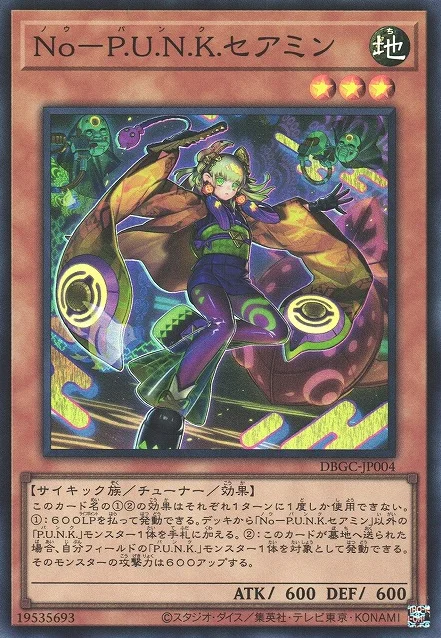 ノウ パンク
No－P.U.N.K.セアミン
ち
地
DBGC-JP004
【サイキック族／チューナー／効果】
このカード名の①②の効果はそれぞれ1ターンに1度しか使用できない。
①：６００LPを払って発動できる。デッキから「No－P.U.N.K.セアミン」以外の
「P.U.N.K.」モンスター1体を手札に加える。②：このカードが墓地へ送られた
場合、自分フィールドの「P.U.N.K.」モンスター1体を対象として発動できる。
そのモンスターの攻撃力は６００アップする。
ATK/ 600 DEF/ 600
19535693
©スタジオ・ダイス／集英社・テレビ東京・KONAMI